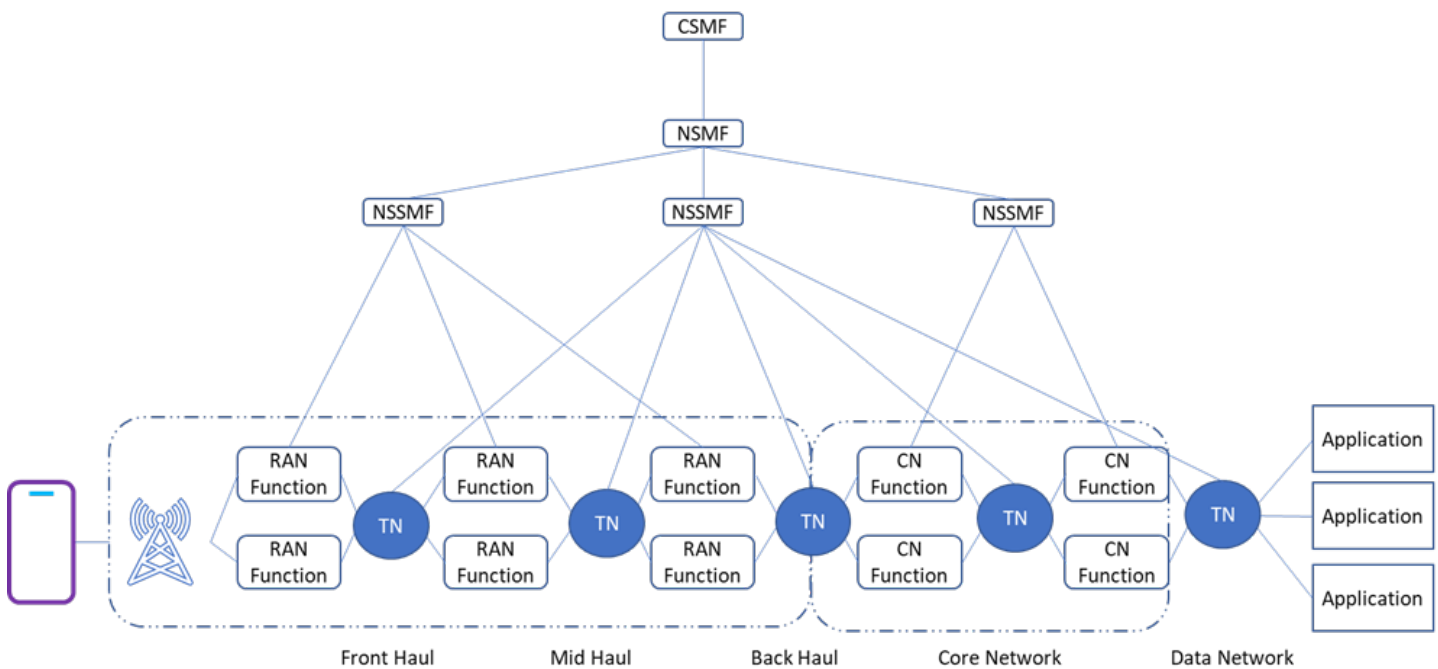 CSMF
NSMF
NSSMF
NSSMF
NSSMF
RAN
Function
RAN
Function
RAN
Function
CN
Function
CN
Function
Application
TN
TN
TN
TN
TN
Application
RAN
Function
RAN
Function
RAN
Function
CN
Function
CN
Function
Application
Front Haul
Mid Haul
Back Haul
Core Network
Data Network